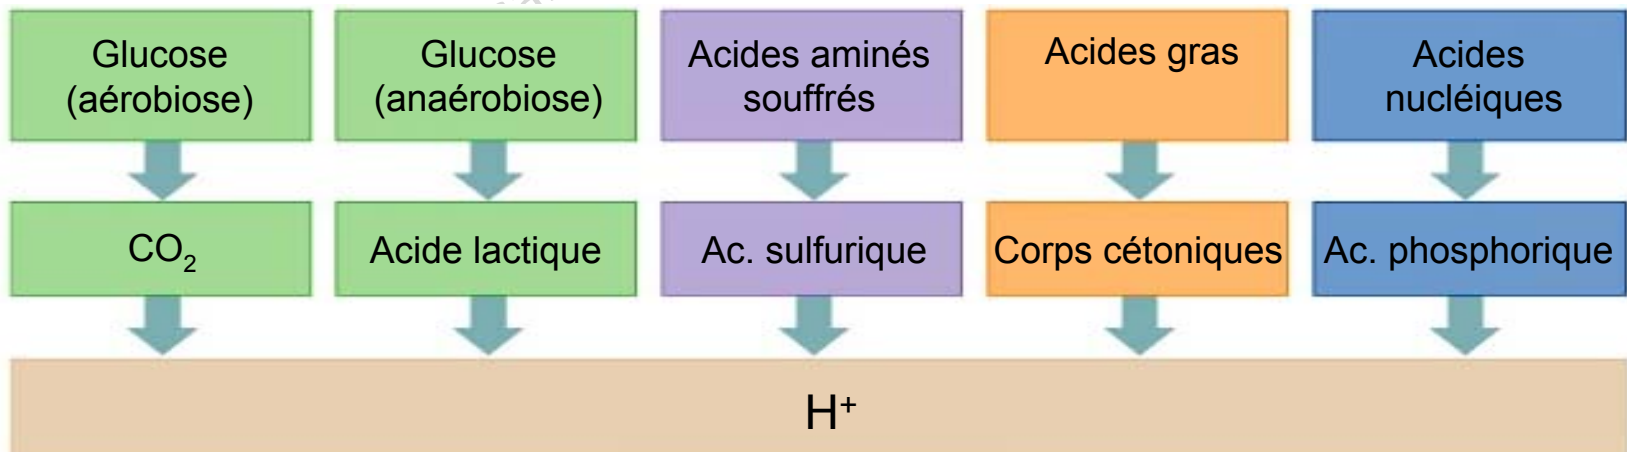 Glucose
(aérobiose)
Glucose
(anaérobiose)
Acides aminés
souffrés
Acides gras
Acides
nucléiques
CO₂
Acide lactique
Ac. sulfurique
Corps cétoniques
Ac. phosphorique
H⁺